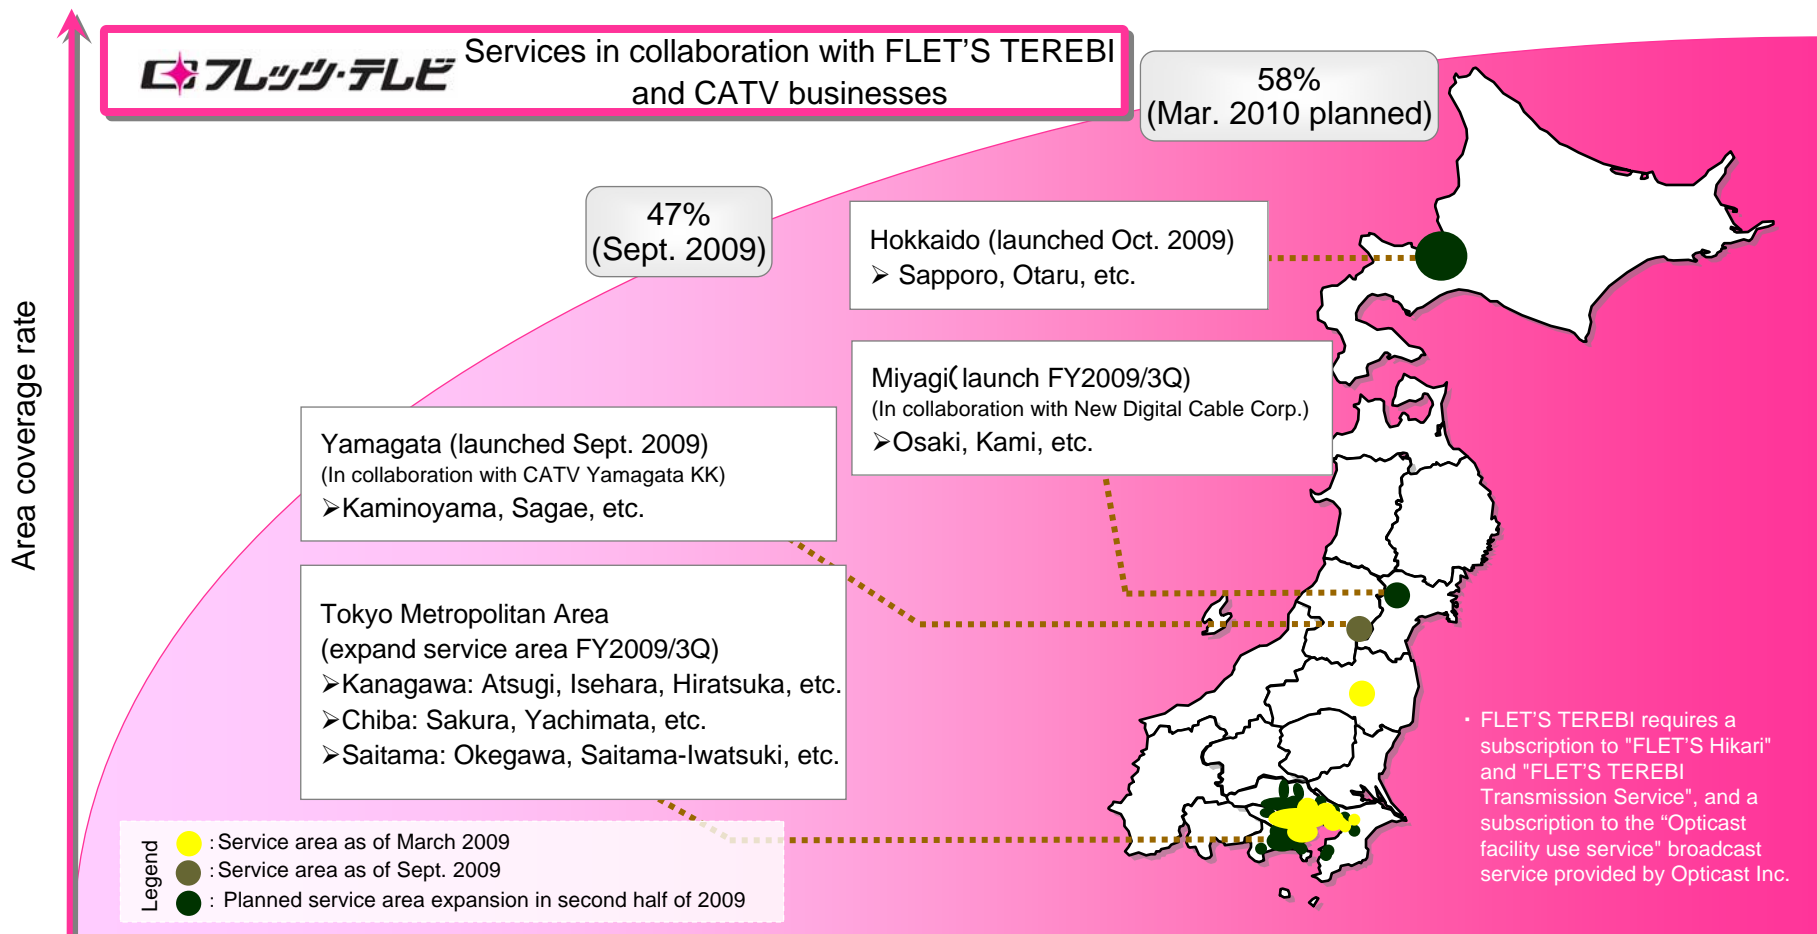 フレッツ・テレビ
Services in collaboration with FLET'S TEREBI
and CATV businesses
58%
(Mar. 2010 planned)
47%
(Sept. 2009)
Hokkaido (launched Oct. 2009)
➢ Sapporo, Otaru, etc.
Miyagi(launch FY2009/3Q)
(In collaboration with New Digital Cable Corp.)
➢Osaki, Kami, etc.
Yamagata (launched Sept. 2009)
(In collaboration with CATV Yamagata KK)
➢Kaminoyama, Sagae, etc.
Tokyo Metropolitan Area
(expand service area FY2009/3Q)
➢Kanagawa: Atsugi, Isehara, Hiratsuka, etc.
➢Chiba: Sakura, Yachimata, etc.
➢Saitama: Okegawa, Saitama-Iwatsuki, etc.
Area coverage rate
・FLET'S TEREBI requires a
subscription to "FLET'S Hikari"
and "FLET'S TEREBI
Transmission Service", and a
subscription to the “Opticast
facility use service" broadcast
service provided by Opticast Inc.
Legend
: Service area as of March 2009
: Service area as of Sept. 2009
: Planned service area expansion in second half of 2009